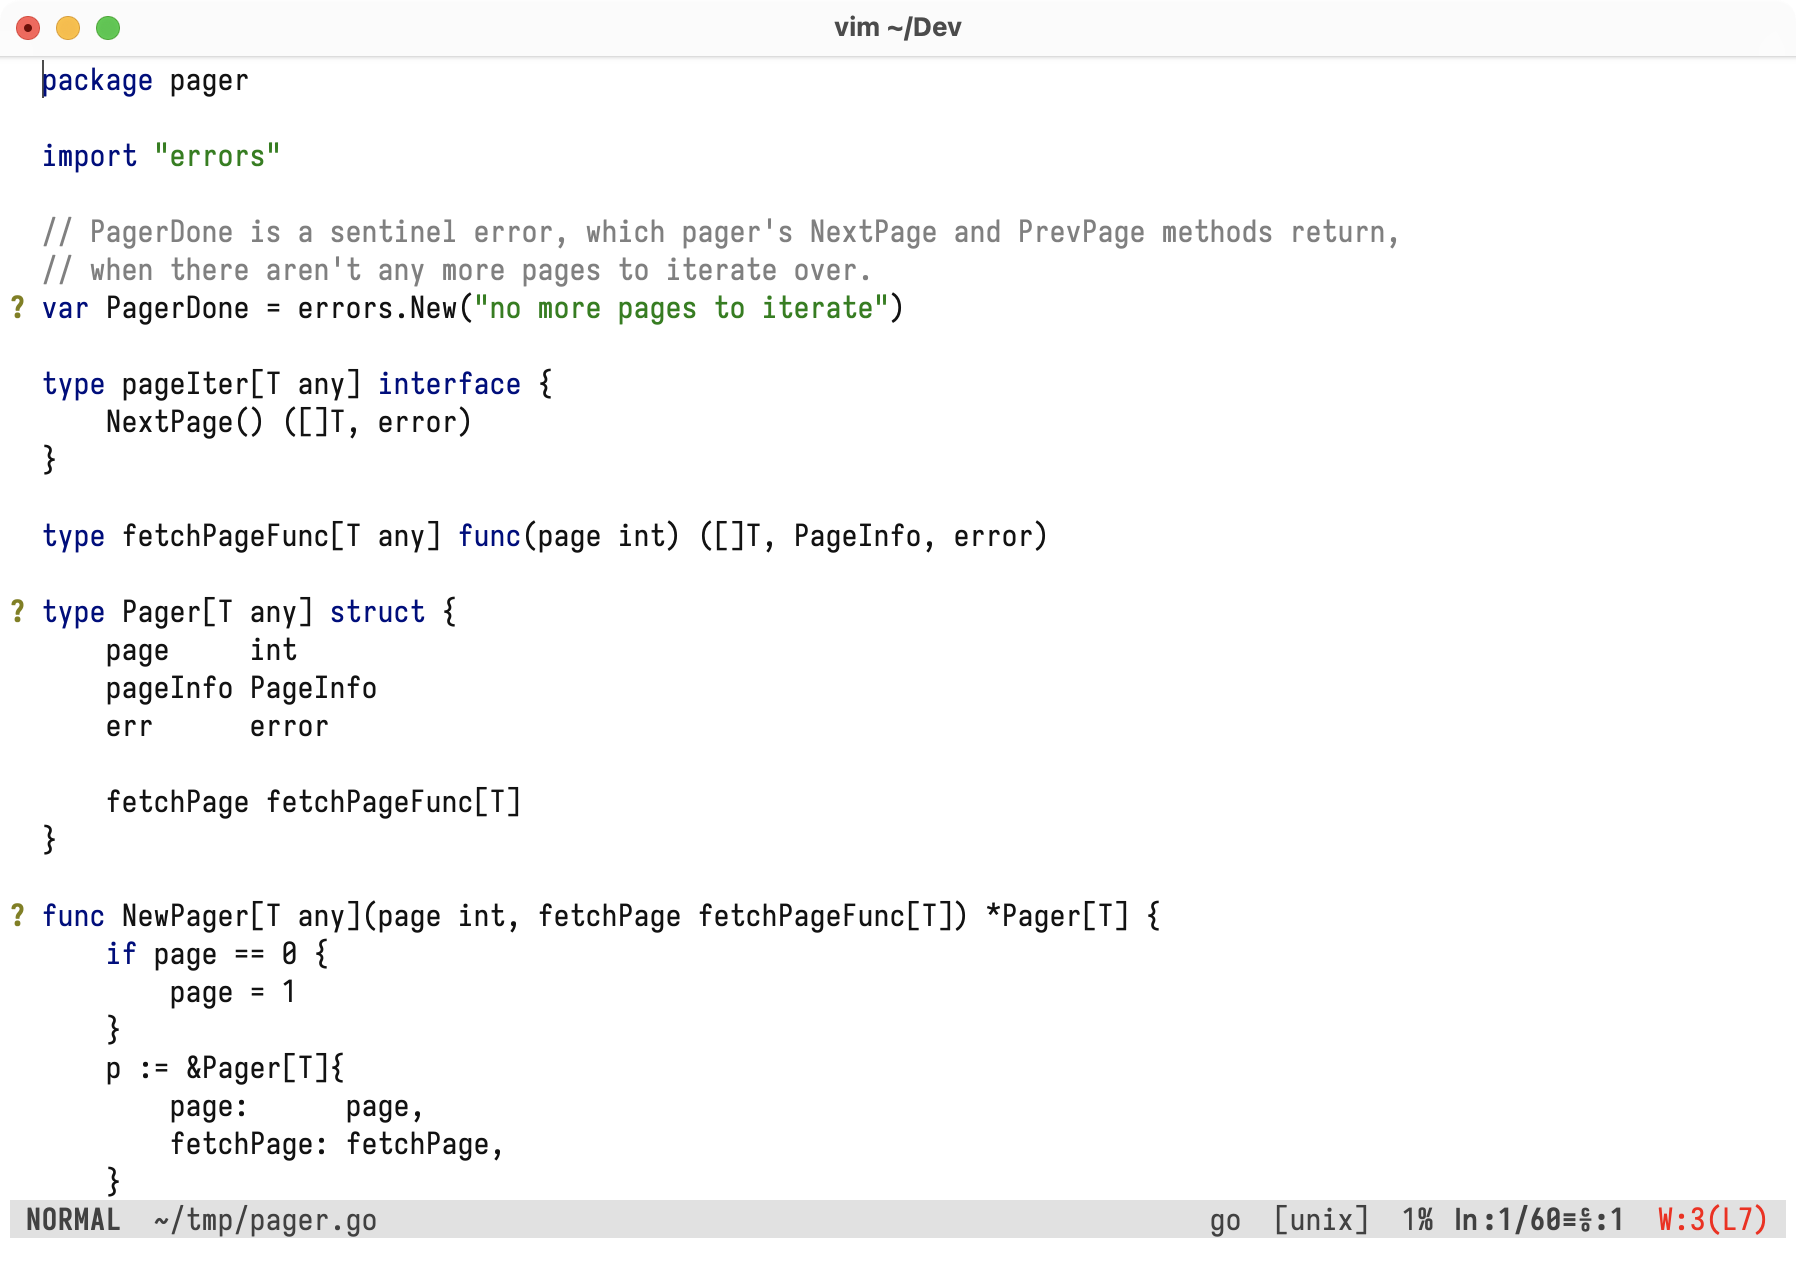 vim ~/Dev
package pager
import "errors"
// PagerDone is a sentinel error, which pager's NextPage and PrevPage methods return,
// when there aren't any more pages to iterate over.
? var PagerDone = errors.New("no more pages to iterate")
type pageIter[T any] interface {
    NextPage() ([]T, error)
}
type fetchPageFunc[T any] func(page int) ([]T, PageInfo, error)
? type Pager[T any] struct {
    page     int
    pageInfo PageInfo
    err      error
    fetchPage fetchPageFunc[T]
}
? func NewPager[T any](page int, fetchPage fetchPageFunc[T]) *Pager[T] {
    if page == 0 {
        page = 1
    }
    p := &Pager[T]{
        page:      page,
        fetchPage: fetchPage,
    }
NORMAL  ~/tmp/pager.go  go  [unix]  1% ln:1/60≡℅:1  W:3(L7)